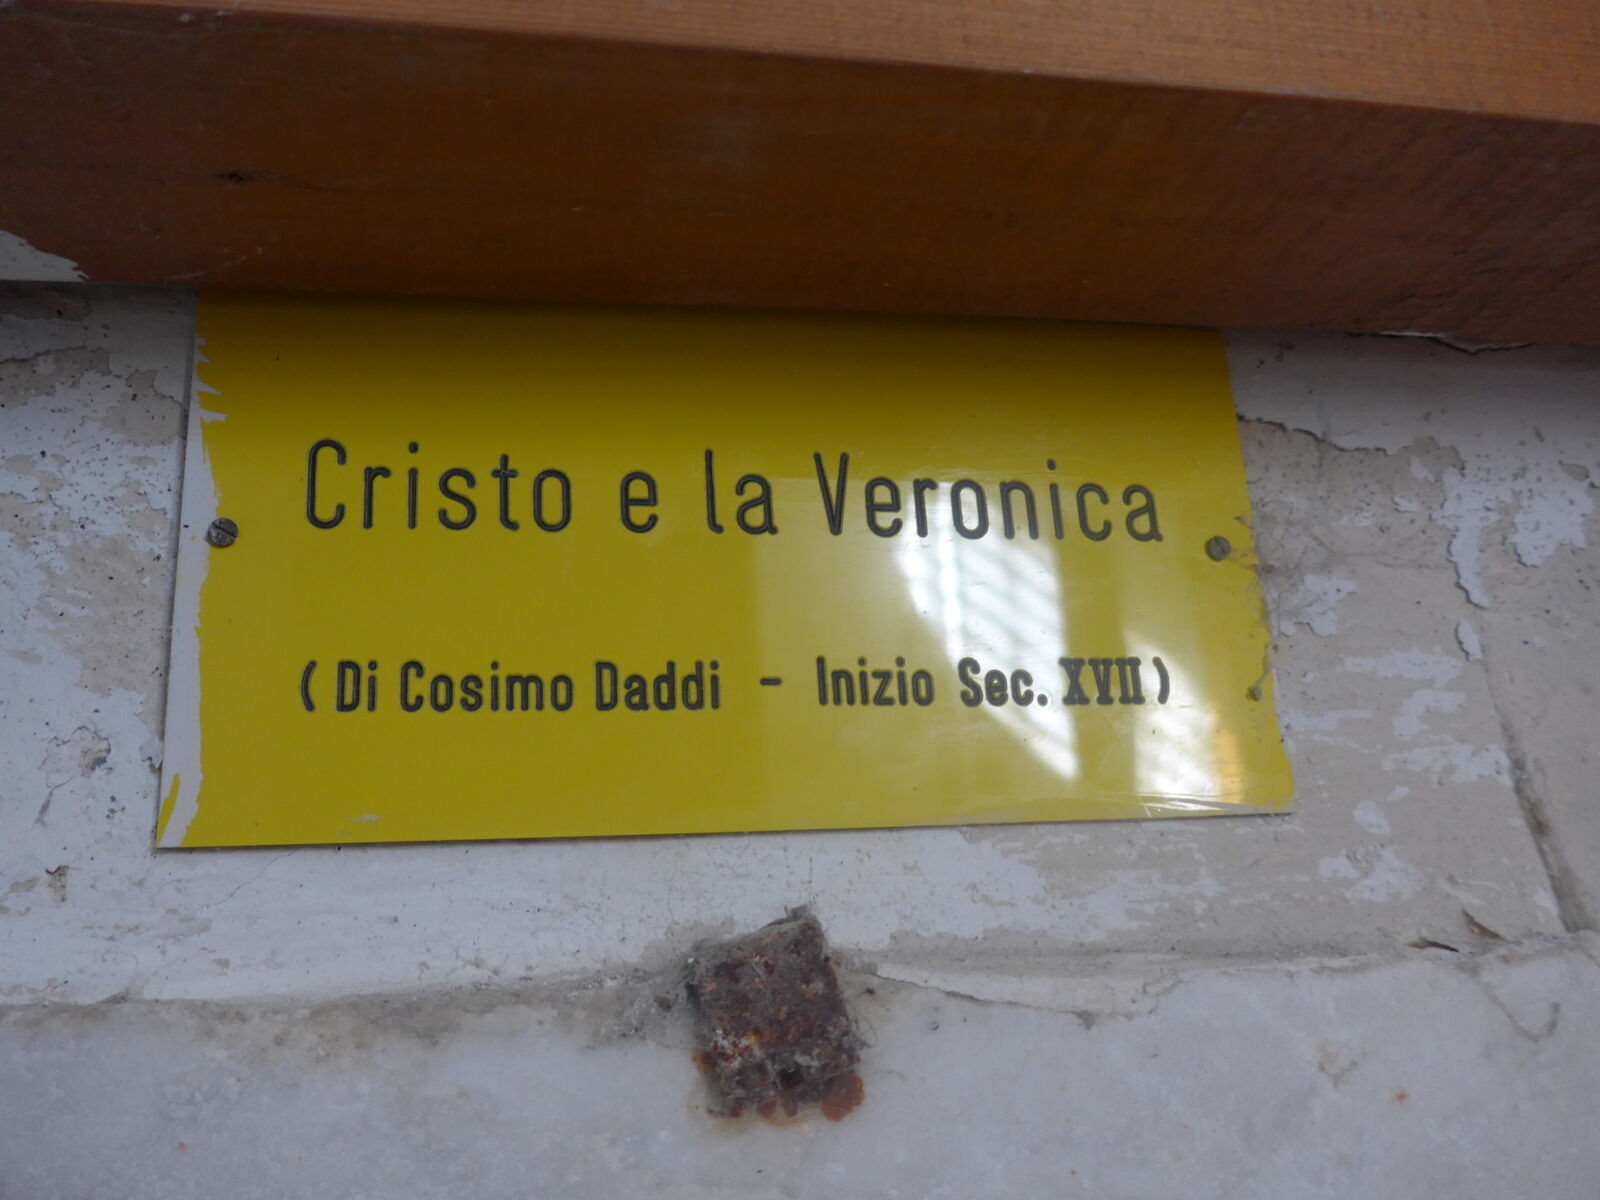 Cristo e la Veronica
( Di Cosimo Daddi - Inizio Sec. XVII )